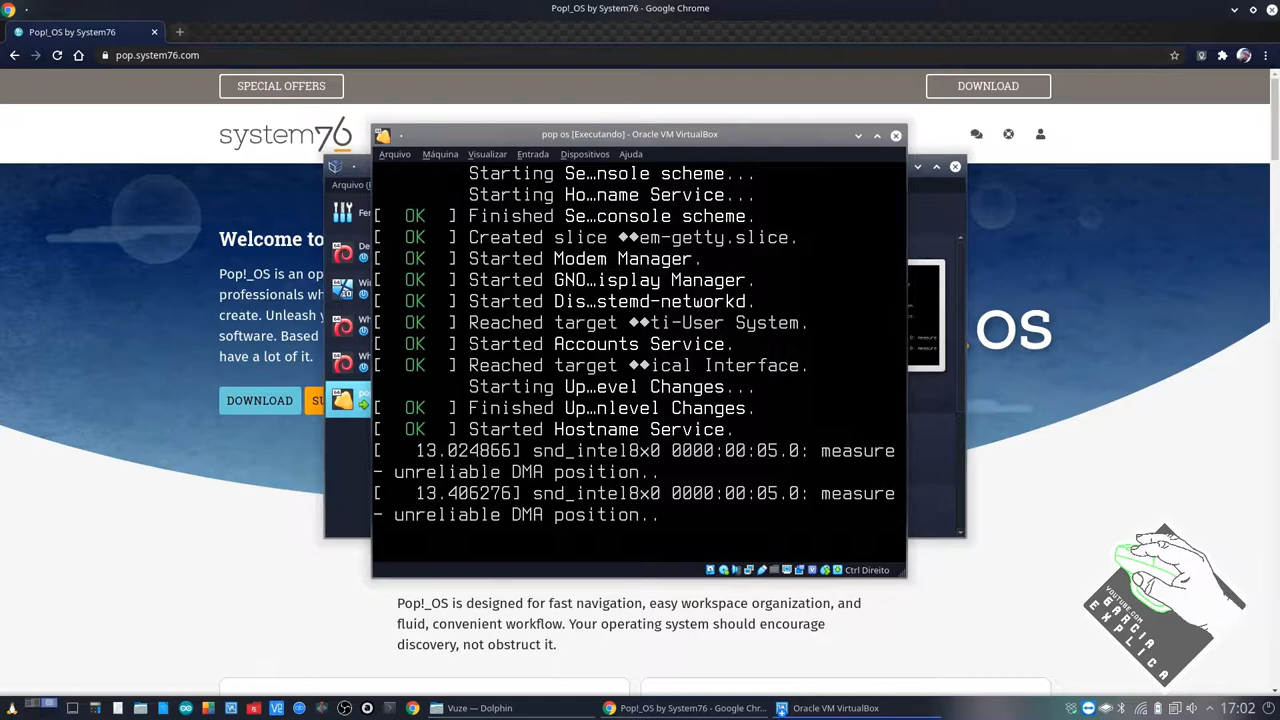 Pop!_OS by System76 - Google Chrome
Pop!_OS by System76
pop.system76.com
SPECIAL OFFERS
DOWNLOAD
system76
pop os [Executando] - Oracle VM VirtualBox
Arquivo Máquina Visualizar Entrada Dispositivos Ajuda
Arquivo
Welcome to
Pop!_OS is an
professionals
create. Unleash
software. Based
have a lot of it.
DOWNLOAD
OS
Starting Se…nsole scheme...
Starting Ho…name Service...
[ OK ] Finished Se…console scheme.
[ OK ] Created slice ��em-getty.slice.
[ OK ] Started Modem Manager.
[ OK ] Started GNO…isplay Manager.
[ OK ] Started Dis…stemd-networkd.
[ OK ] Reached target ��ti-User System.
[ OK ] Started Accounts Service.
[ OK ] Reached target ��ical Interface.
Starting Up…evel Changes...
[ OK ] Finished Up…nlevel Changes.
[ OK ] Started Hostname Service.
[ 13.024866] snd_intel8x0 0000:00:05.0: measure
- unreliable DMA position..
[ 13.406276] snd_intel8x0 0000:00:05.0: measure
- unreliable DMA position..
Ctrl Direito
Pop!_OS is designed for fast navigation, easy workspace organization, and
fluid, convenient workflow. Your operating system should encourage
discovery, not obstruct it.
YOUTUBE.COM
GARCIA
EXPLICA
Vuze — Dolphin
Pop!_OS by System76 - Google Chr...
Oracle VM VirtualBox
17:02